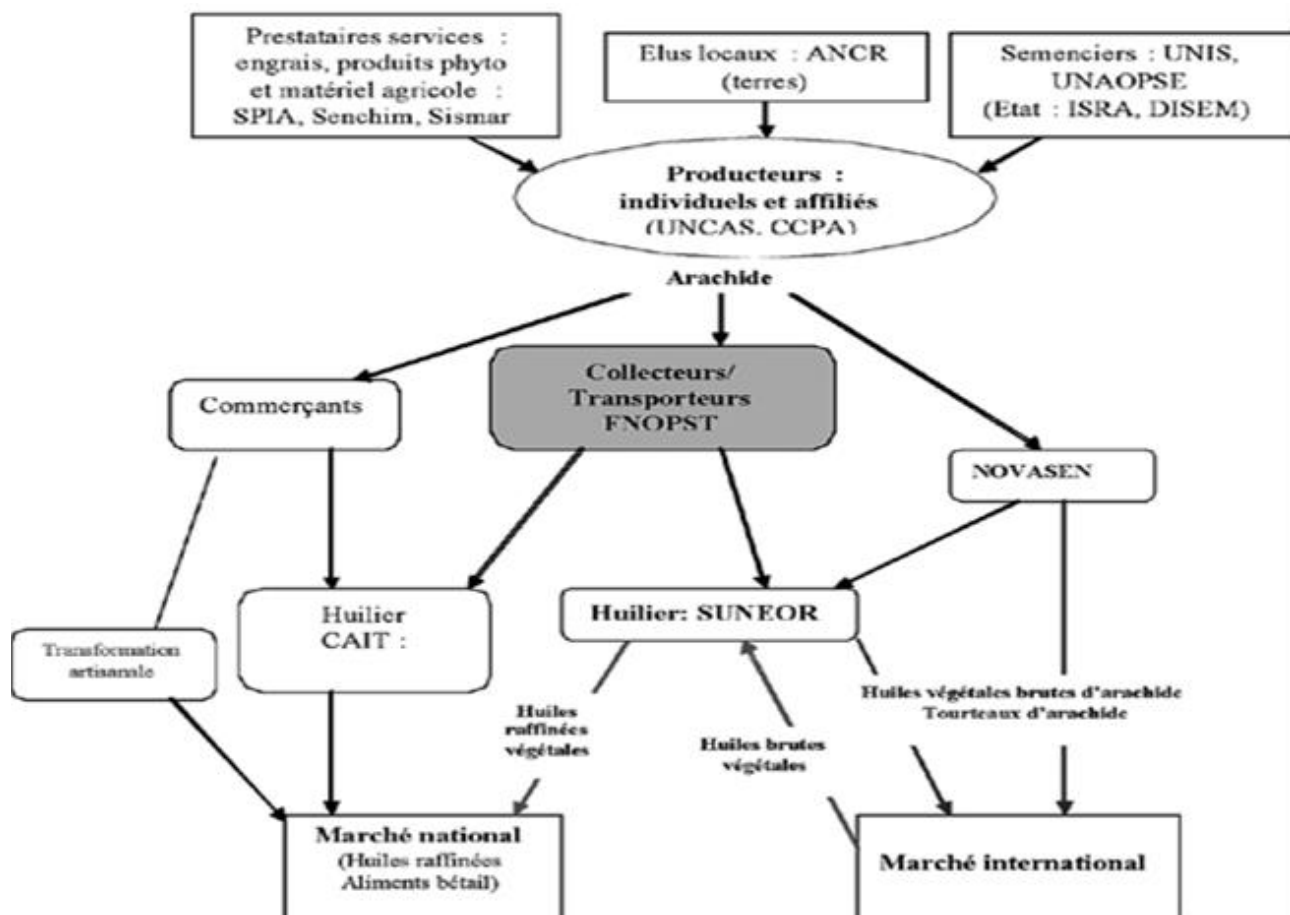 Prestataires services :
engrais, produits phyto
et matériel agricole :
SPIA, Senchim, Sismar
Elus locaux : ANCR
(terres)
Semenciers : UNIS,
UNAOPSE
(Etat : ISRA, DISEM)
Producteurs :
individuels et affiliés
(UNCAS, CCPA)
Arachide
Commerçants
Collecteurs/
Transporteurs
FNOPST
NOVASEN
Transformation
artisanale
Huilier
CAIT :
Huilier: SUNEOR
Huiles
raffinées
végétales
Huiles brutes
végétales
Huiles végétales brutes d'arachide
Tourteaux d'arachide
Marché national
(Huiles raffinées
Aliments bétail)
Marché international